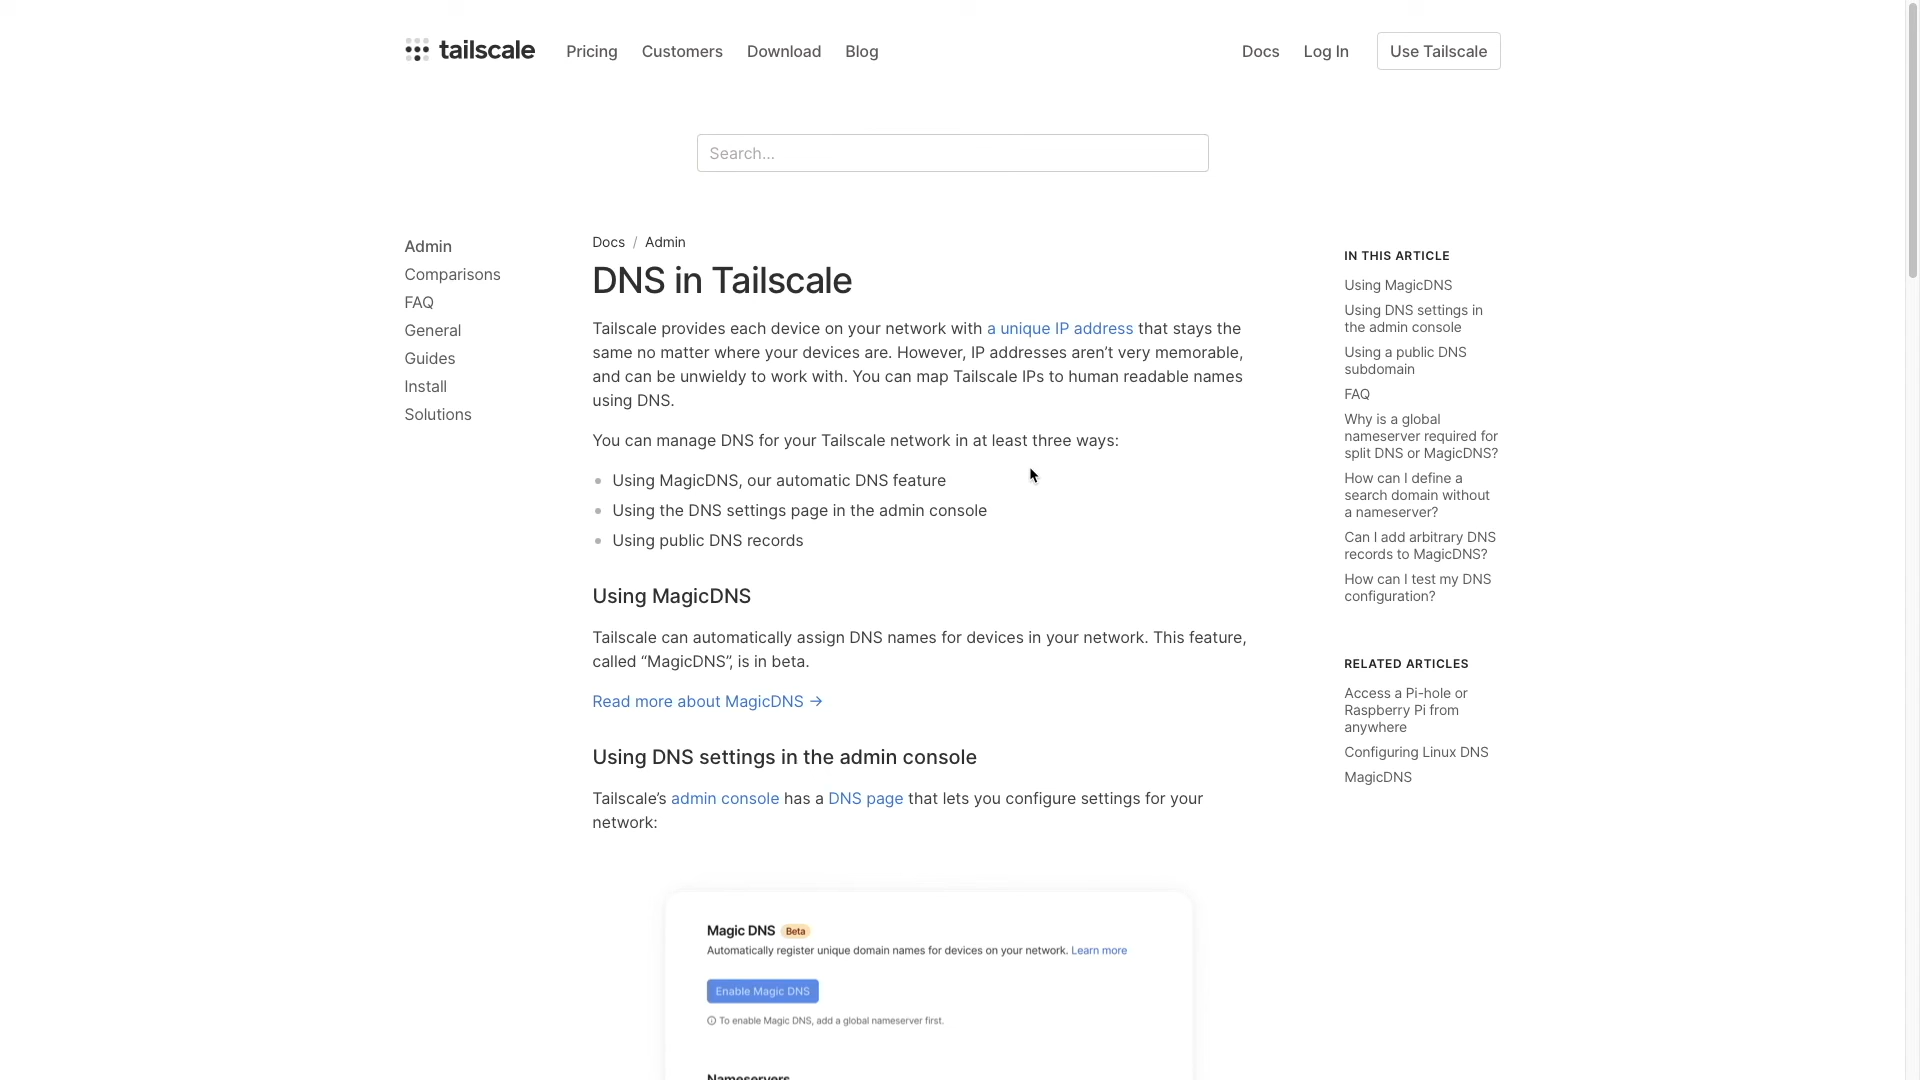 tailscale Pricing Customers Download Blog Docs Log In Use Tailscale
Search...
Admin
Comparisons
FAQ
General
Guides
Install
Solutions
Docs / Admin
DNS in Tailscale
Tailscale provides each device on your network with a unique IP address that stays the
same no matter where your devices are. However, IP addresses aren’t very memorable,
and can be unwieldy to work with. You can map Tailscale IPs to human readable names
using DNS.
You can manage DNS for your Tailscale network in at least three ways:
Using MagicDNS, our automatic DNS feature
Using the DNS settings page in the admin console
Using public DNS records
Using MagicDNS
Tailscale can automatically assign DNS names for devices in your network. This feature,
called “MagicDNS”, is in beta.
Read more about MagicDNS →
Using DNS settings in the admin console
Tailscale’s admin console has a DNS page that lets you configure settings for your
network:
Magic DNS Beta
Automatically register unique domain names for devices on your network. Learn more
Enable Magic DNS
To enable Magic DNS, add a global nameserver first.
Nameservers
IN THIS ARTICLE
Using MagicDNS
Using DNS settings in
the admin console
Using a public DNS
subdomain
FAQ
Why is a global
nameserver required for
split DNS or MagicDNS?
How can I define a
search domain without
a nameserver?
Can I add arbitrary DNS
records to MagicDNS?
How can I test my DNS
configuration?
RELATED ARTICLES
Access a Pi-hole or
Raspberry Pi from
anywhere
Configuring Linux DNS
MagicDNS